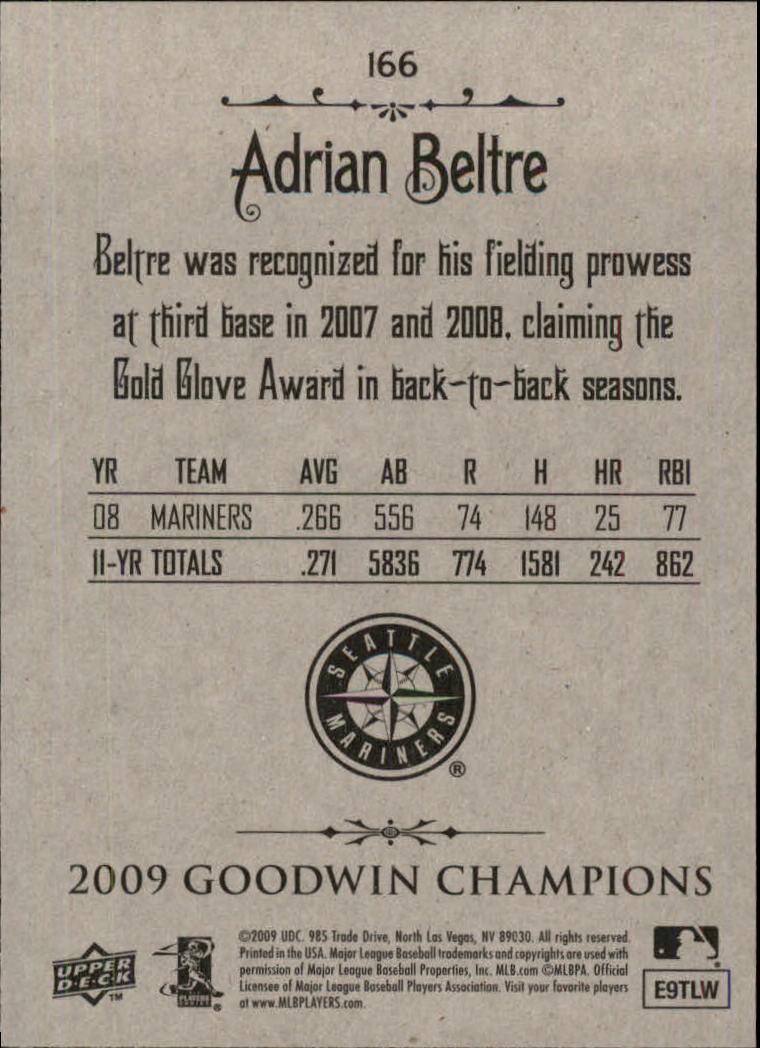 166
Adrian Beltre
Beltre was recognized for his fielding prowess
at third base in 2007 and 2008, claiming the
Gold Glove Award in back-to-back seasons.
YR TEAM AVG AB R H HR RBI
08 MARINERS .266 556 74 148 25 77
11-YR TOTALS .271 5836 774 1581 242 862
SEATTLE
MARINERS
®
2009 GOODWIN CHAMPIONS
©2009 UDC. 985 Trade Drive, North Las Vegas, NV 89030. All rights reserved.
Printed in the USA. Major League Baseball trademarks and copyrights are used with
permission of Major League Baseball Properties, Inc. MLB.com ©MLBPA. Official
Licensee of Major League Baseball Players Association. Visit your favorite players
at www.MLBPLAYERS.com.
UPPER
DECK
TM
PLAYERS
CHOICE
®
E9TLW